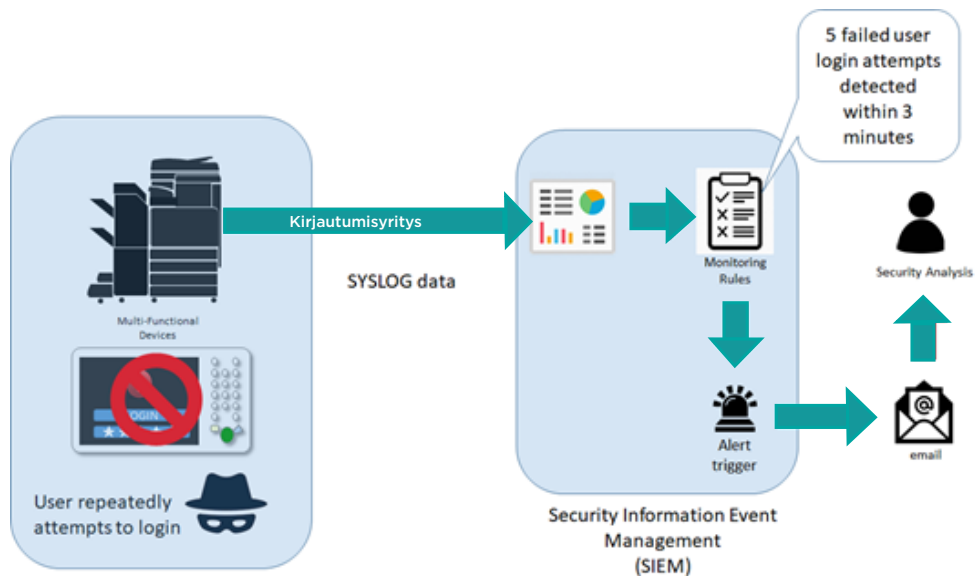 5 failed user
login attempts
detected
within 3
minutes
Kirjautumisyritys
SYSLOG data
Multi-Functional
Devices
LOGIN
User repeatedly
attempts to login
Monitoring
Rules
Alert
trigger
Security Information Event
Management
(SIEM)
Security Analysis
@
email